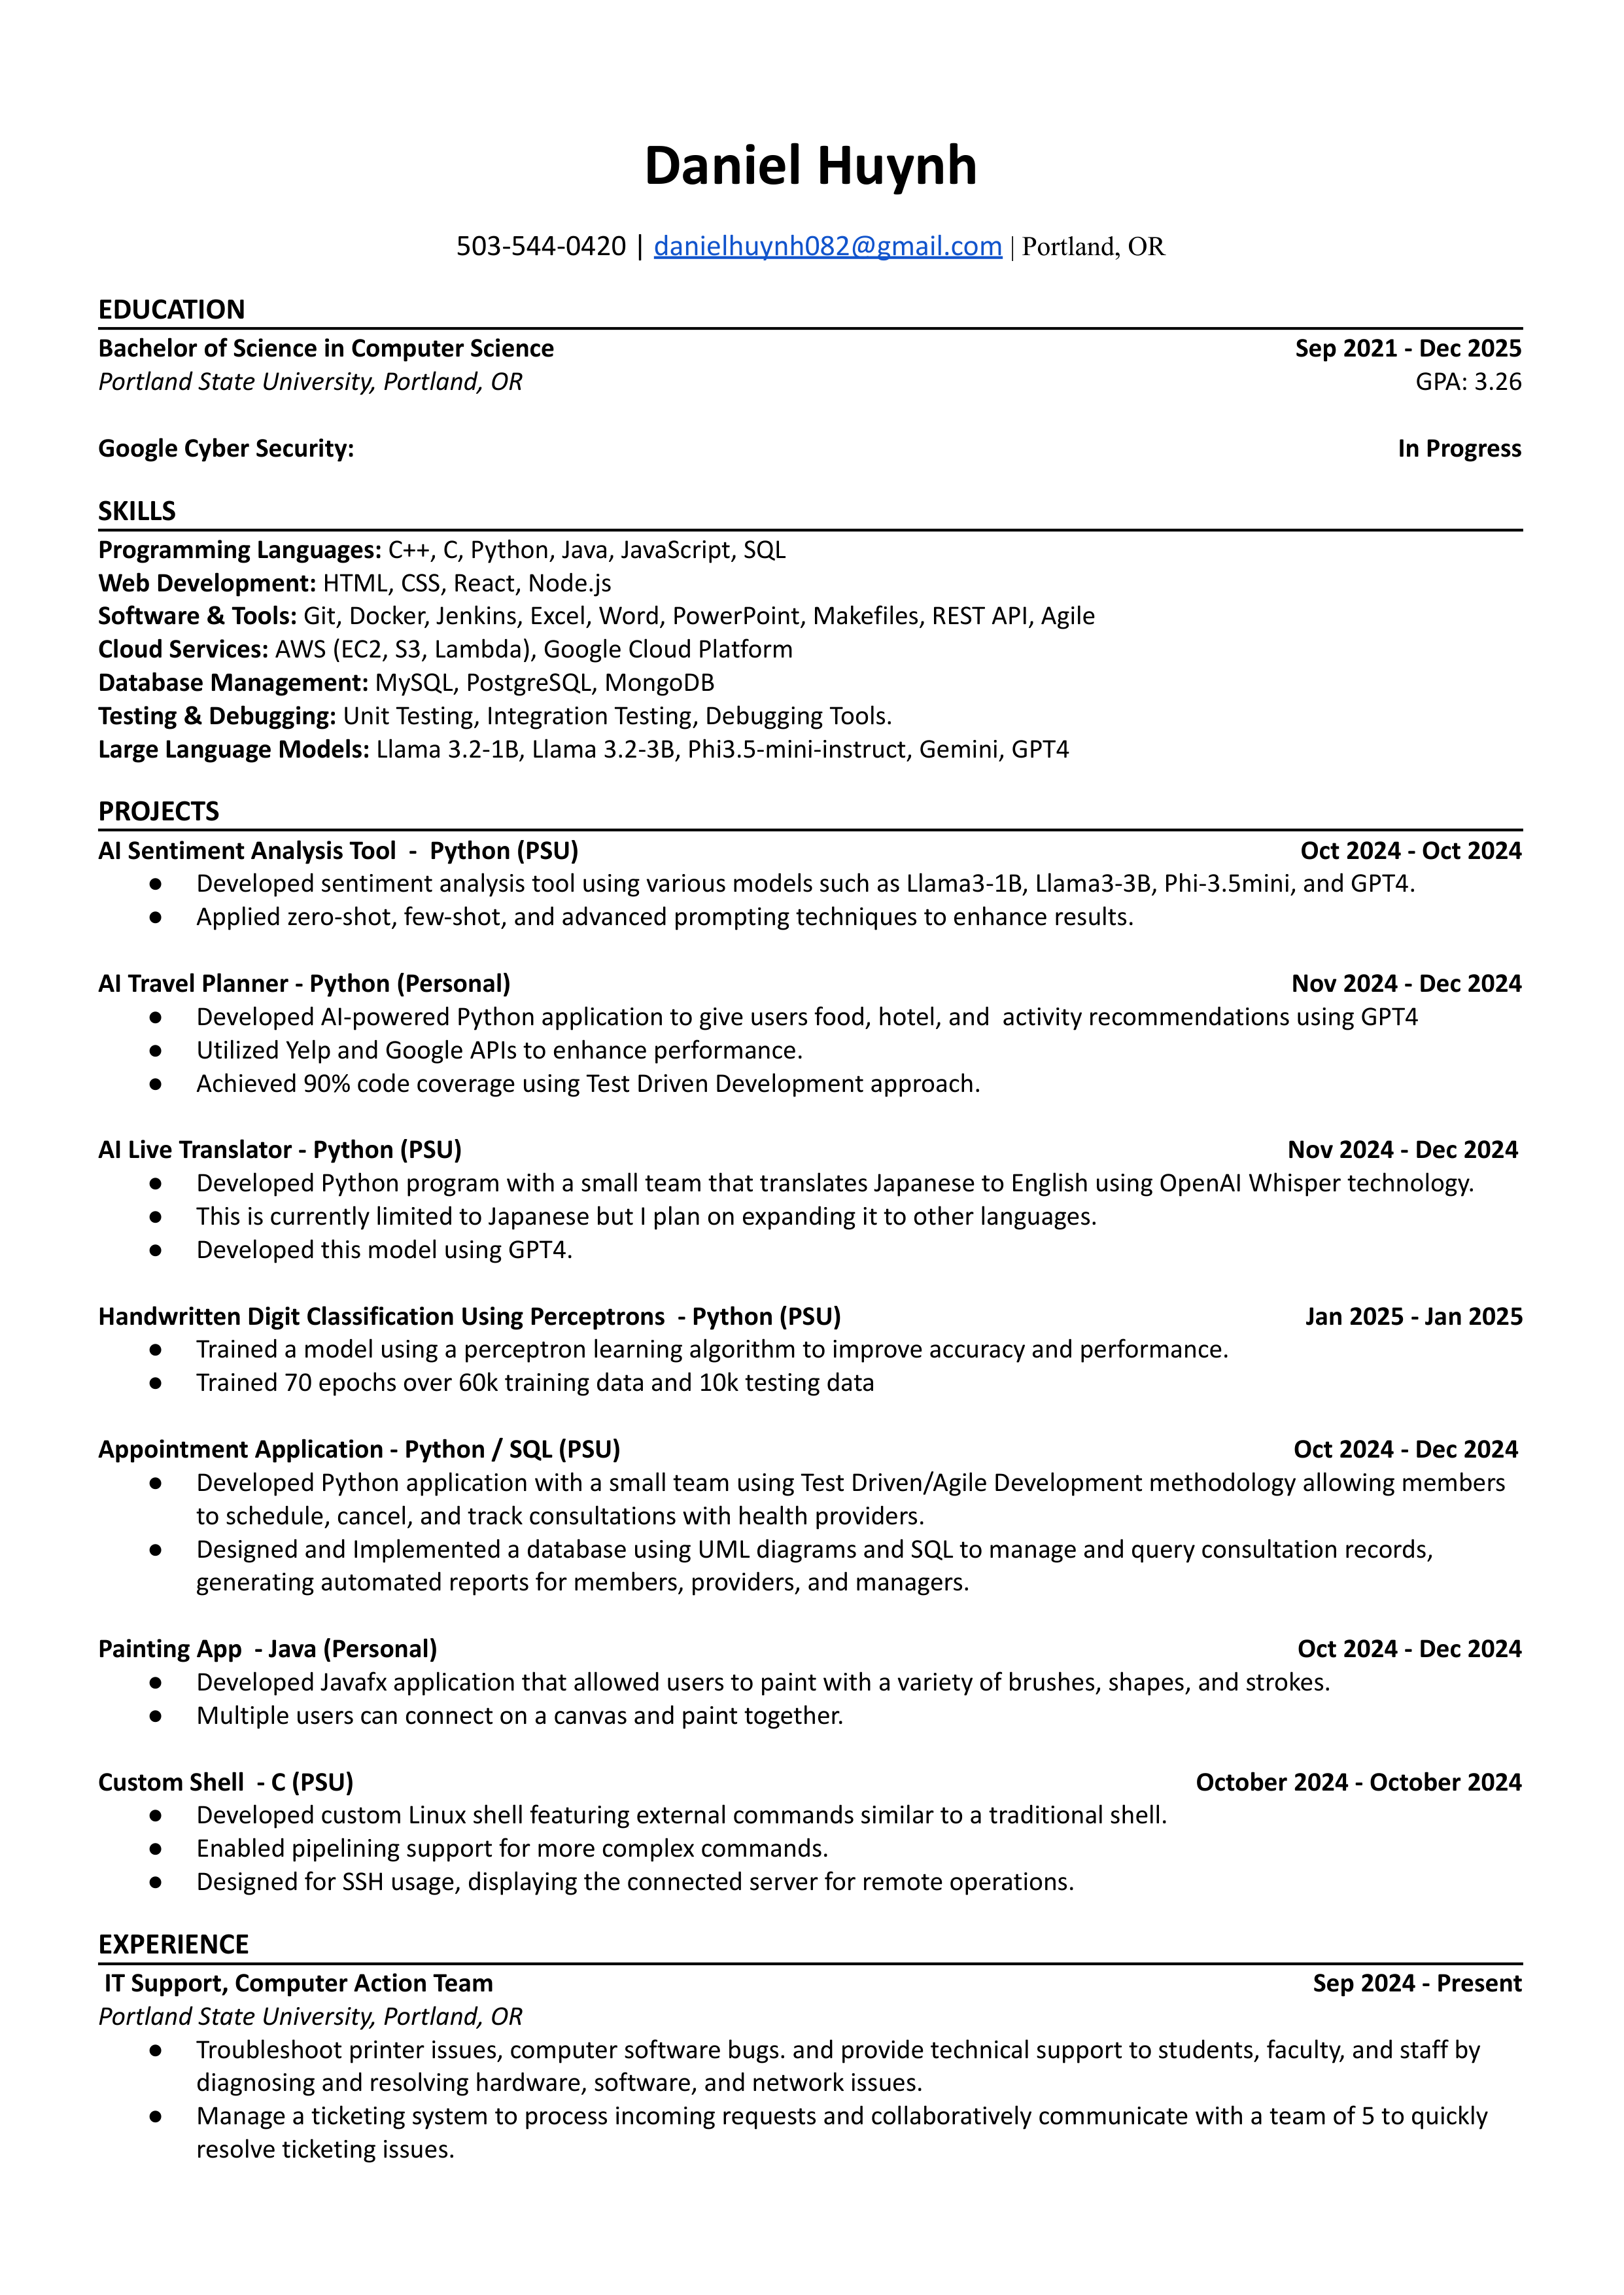 Daniel Huynh
503-544-0420 | danielhuynh082@gmail.com | Portland, OR
EDUCATION
Bachelor of Science in Computer Science Sep 2021 - Dec 2025
Portland State University, Portland, OR GPA: 3.26
Google Cyber Security: In Progress
SKILLS
Programming Languages: C++, C, Python, Java, JavaScript, SQL
Web Development: HTML, CSS, React, Node.js
Software & Tools: Git, Docker, Jenkins, Excel, Word, PowerPoint, Makefiles, REST API, Agile
Cloud Services: AWS (EC2, S3, Lambda), Google Cloud Platform
Database Management: MySQL, PostgreSQL, MongoDB
Testing & Debugging: Unit Testing, Integration Testing, Debugging Tools.
Large Language Models: Llama 3.2-1B, Llama 3.2-3B, Phi3.5-mini-instruct, Gemini, GPT4
PROJECTS
AI Sentiment Analysis Tool - Python (PSU) Oct 2024 - Oct 2024
● Developed sentiment analysis tool using various models such as Llama3-1B, Llama3-3B, Phi-3.5mini, and GPT4.
● Applied zero-shot, few-shot, and advanced prompting techniques to enhance results.
AI Travel Planner - Python (Personal) Nov 2024 - Dec 2024
● Developed AI-powered Python application to give users food, hotel, and activity recommendations using GPT4
● Utilized Yelp and Google APIs to enhance performance.
● Achieved 90% code coverage using Test Driven Development approach.
AI Live Translator - Python (PSU) Nov 2024 - Dec 2024
● Developed Python program with a small team that translates Japanese to English using OpenAI Whisper technology.
● This is currently limited to Japanese but I plan on expanding it to other languages.
● Developed this model using GPT4.
Handwritten Digit Classification Using Perceptrons - Python (PSU) Jan 2025 - Jan 2025
● Trained a model using a perceptron learning algorithm to improve accuracy and performance.
● Trained 70 epochs over 60k training data and 10k testing data
Appointment Application - Python / SQL (PSU) Oct 2024 - Dec 2024
● Developed Python application with a small team using Test Driven/Agile Development methodology allowing members
to schedule, cancel, and track consultations with health providers.
● Designed and Implemented a database using UML diagrams and SQL to manage and query consultation records,
generating automated reports for members, providers, and managers.
Painting App - Java (Personal) Oct 2024 - Dec 2024
● Developed Javafx application that allowed users to paint with a variety of brushes, shapes, and strokes.
● Multiple users can connect on a canvas and paint together.
Custom Shell - C (PSU) October 2024 - October 2024
● Developed custom Linux shell featuring external commands similar to a traditional shell.
● Enabled pipelining support for more complex commands.
● Designed for SSH usage, displaying the connected server for remote operations.
EXPERIENCE
IT Support, Computer Action Team Sep 2024 - Present
Portland State University, Portland, OR
● Troubleshoot printer issues, computer software bugs. and provide technical support to students, faculty, and staff by
diagnosing and resolving hardware, software, and network issues.
● Manage a ticketing system to process incoming requests and collaboratively communicate with a team of 5 to quickly
resolve ticketing issues.